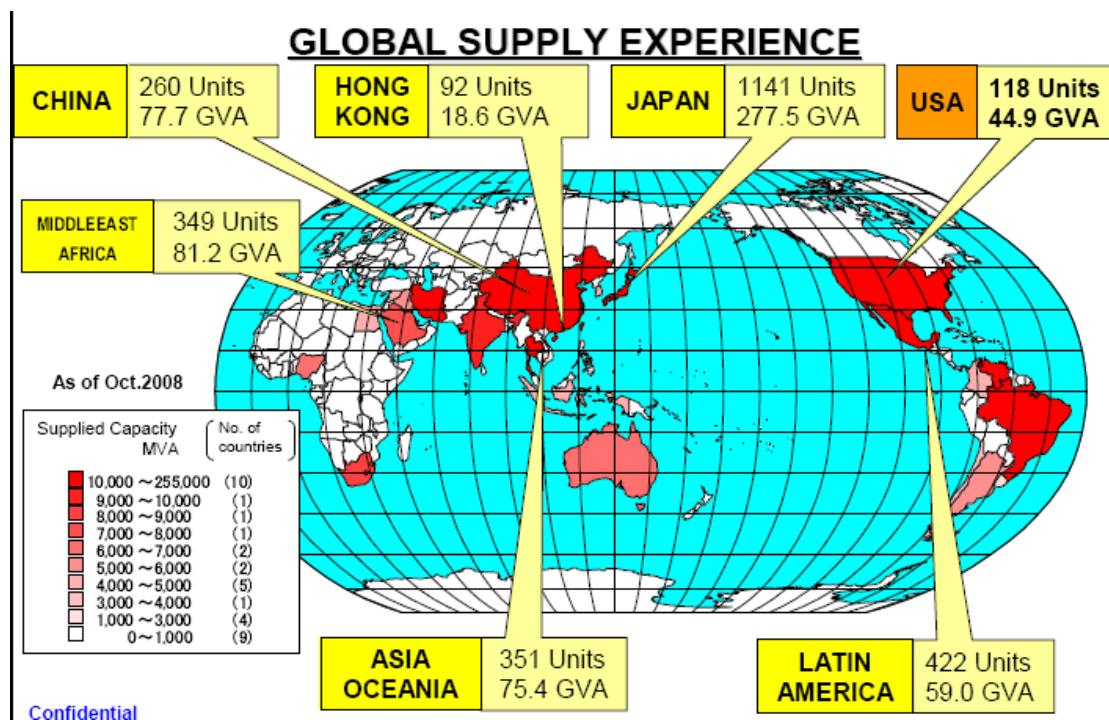 GLOBAL SUPPLY EXPERIENCE
CHINA
260 Units
77.7 GVA
HONG
KONG
92 Units
18.6 GVA
JAPAN
1141 Units
277.5 GVA
USA
118 Units
44.9 GVA
MIDDLEEAST
AFRICA
349 Units
81.2 GVA
As of Oct.2008
Supplied Capacity
MVA
No. of
countries
10,000 ~255,000 (10)
9,000 ~10,000 (1)
8,000 ~9,000 (1)
7,000 ~8,000 (1)
6,000 ~7,000 (2)
5,000 ~6,000 (2)
4,000 ~5,000 (5)
3,000 ~4,000 (1)
1,000 ~3,000 (4)
0~1,000 (9)
ASIA
OCEANIA
351 Units
75.4 GVA
LATIN
AMERICA
422 Units
59.0 GVA
Confidential